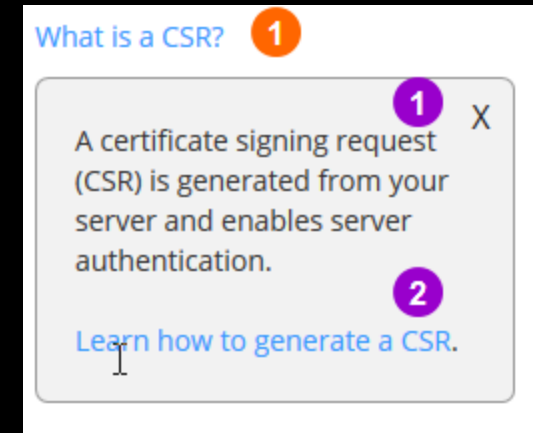 What is a CSR? 1
1
X
A certificate signing request
(CSR) is generated from your
server and enables server
authentication.
2
Learn how to generate a CSR.